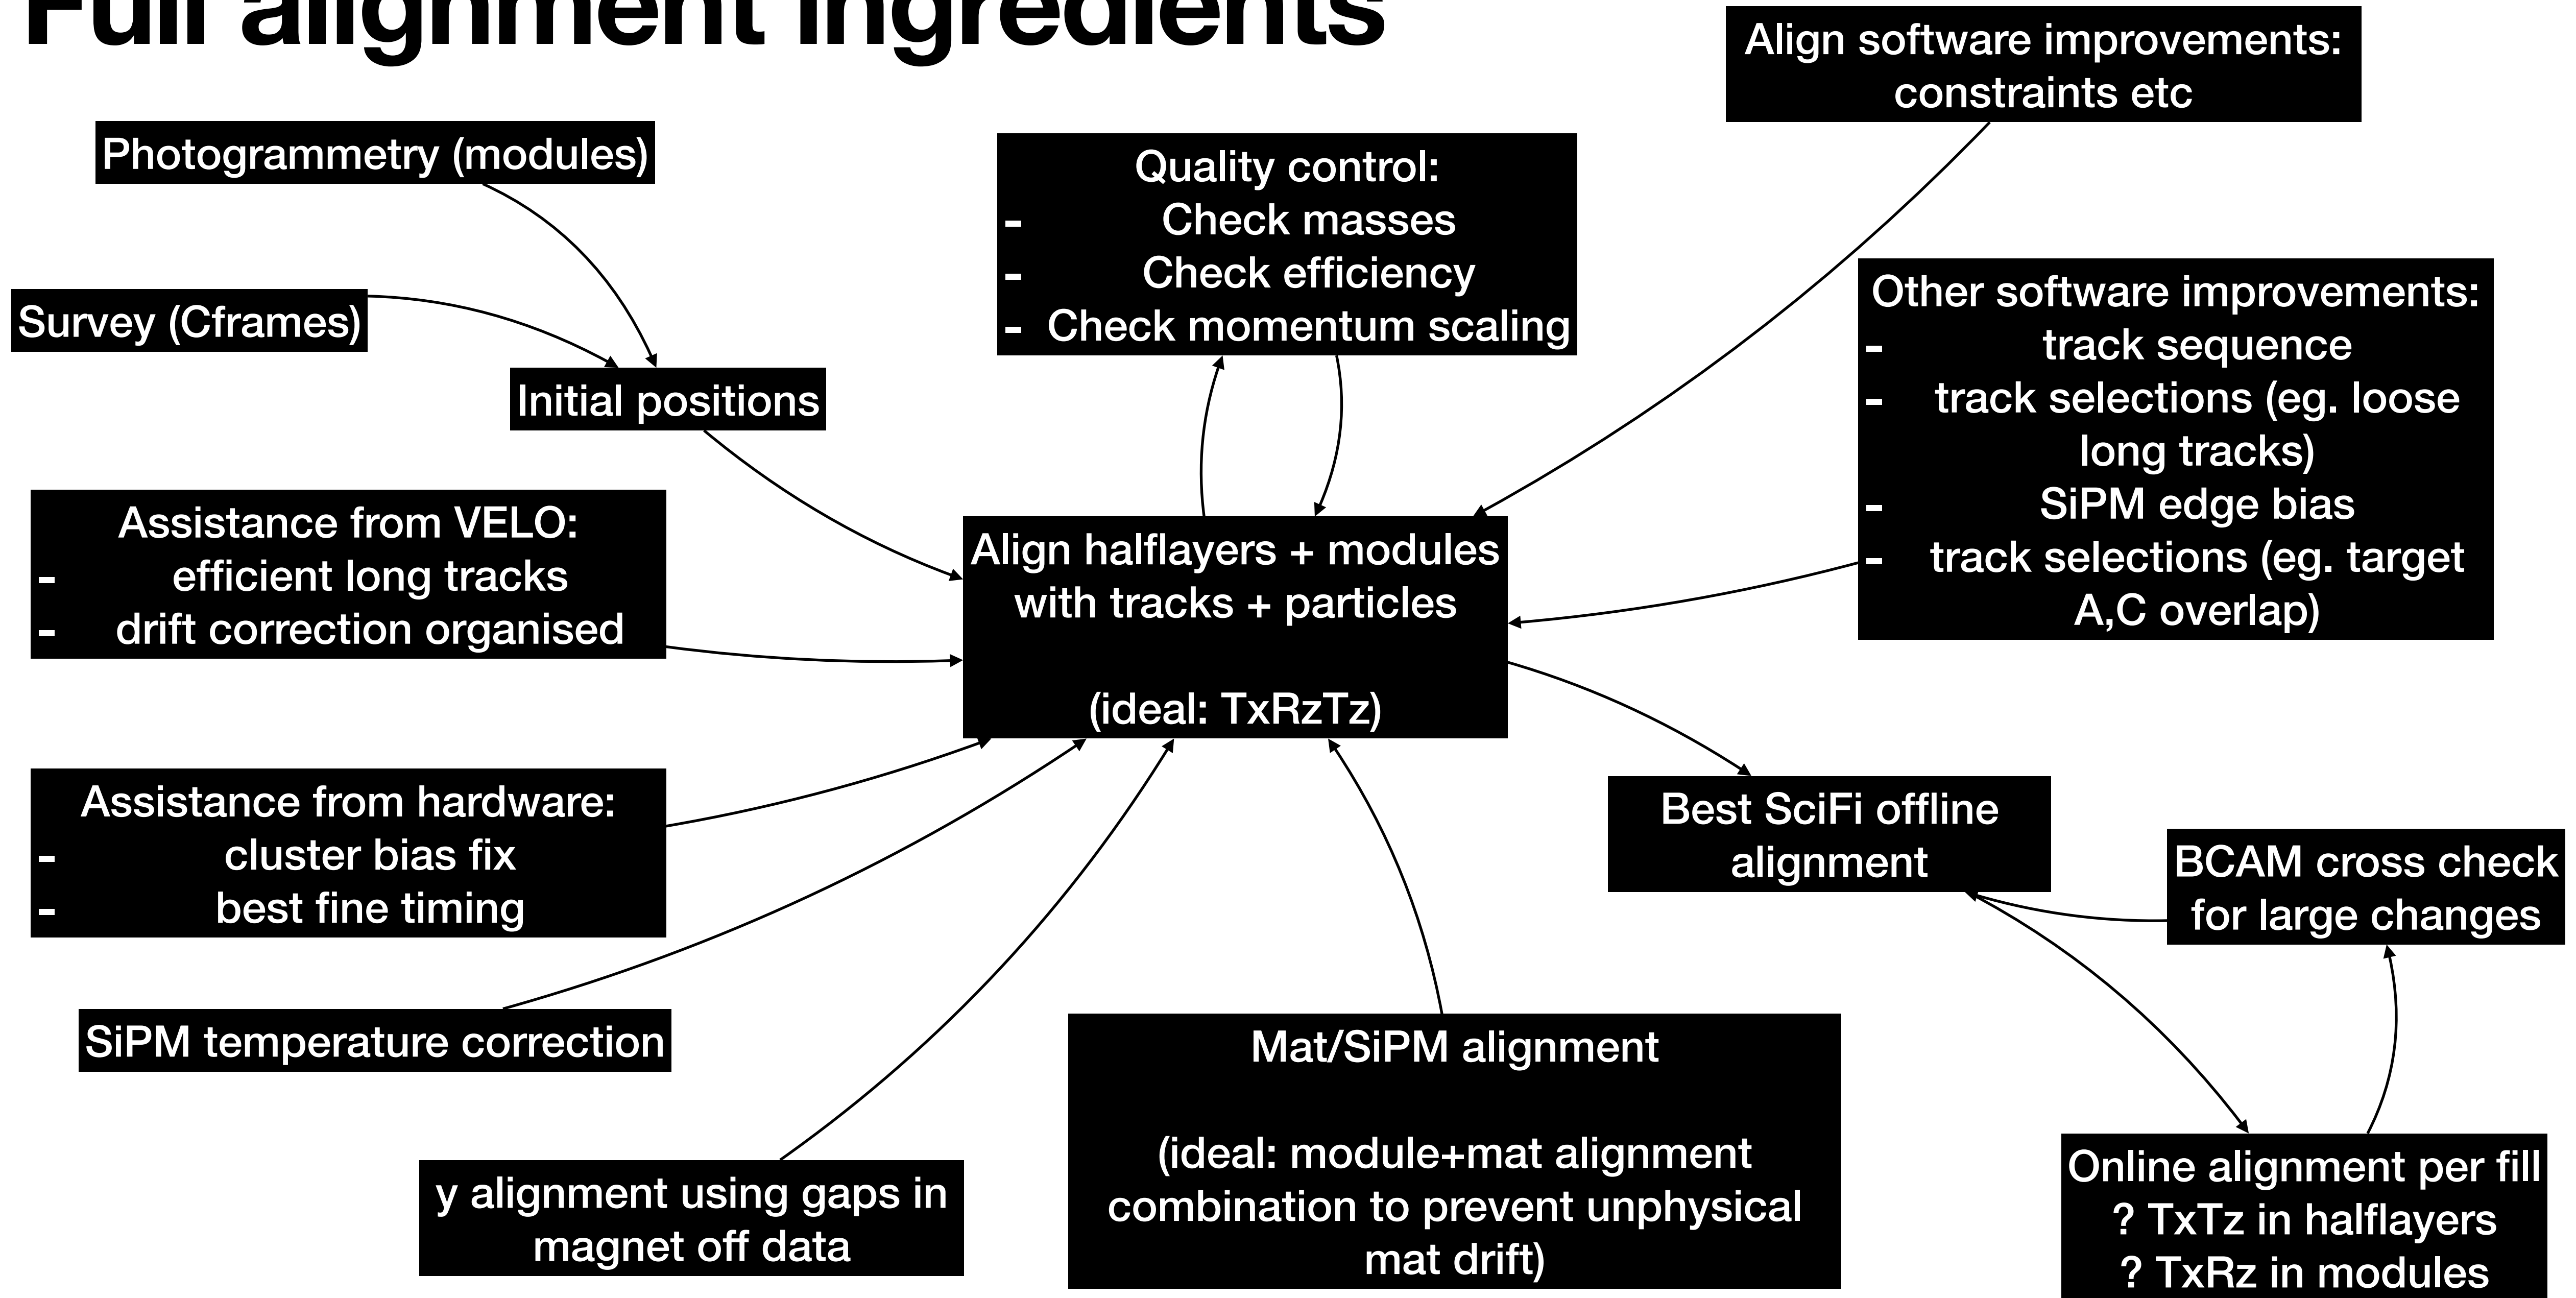 Full alignment ingredients
Align software improvements:
constraints etc
Photogrammetry (modules)
Quality control:
- Check masses
- Check efficiency
- Check momentum scaling
Survey (Cframes)
Initial positions
Other software improvements:
- track sequence
- track selections (eg. loose
long tracks)
- SiPM edge bias
- track selections (eg. target
A,C overlap)
Assistance from VELO:
- efficient long tracks
- drift correction organised
Align halflayers + modules
with tracks + particles
(ideal: TxRzTz)
Assistance from hardware:
- cluster bias fix
- best fine timing
Best SciFi offline
alignment
BCAM cross check
for large changes
SiPM temperature correction
Mat/SiPM alignment
(ideal: module+mat alignment
combination to prevent unphysical
mat drift)
y alignment using gaps in
magnet off data
Online alignment per fill
? TxTz in halflayers
? TxRz in modules